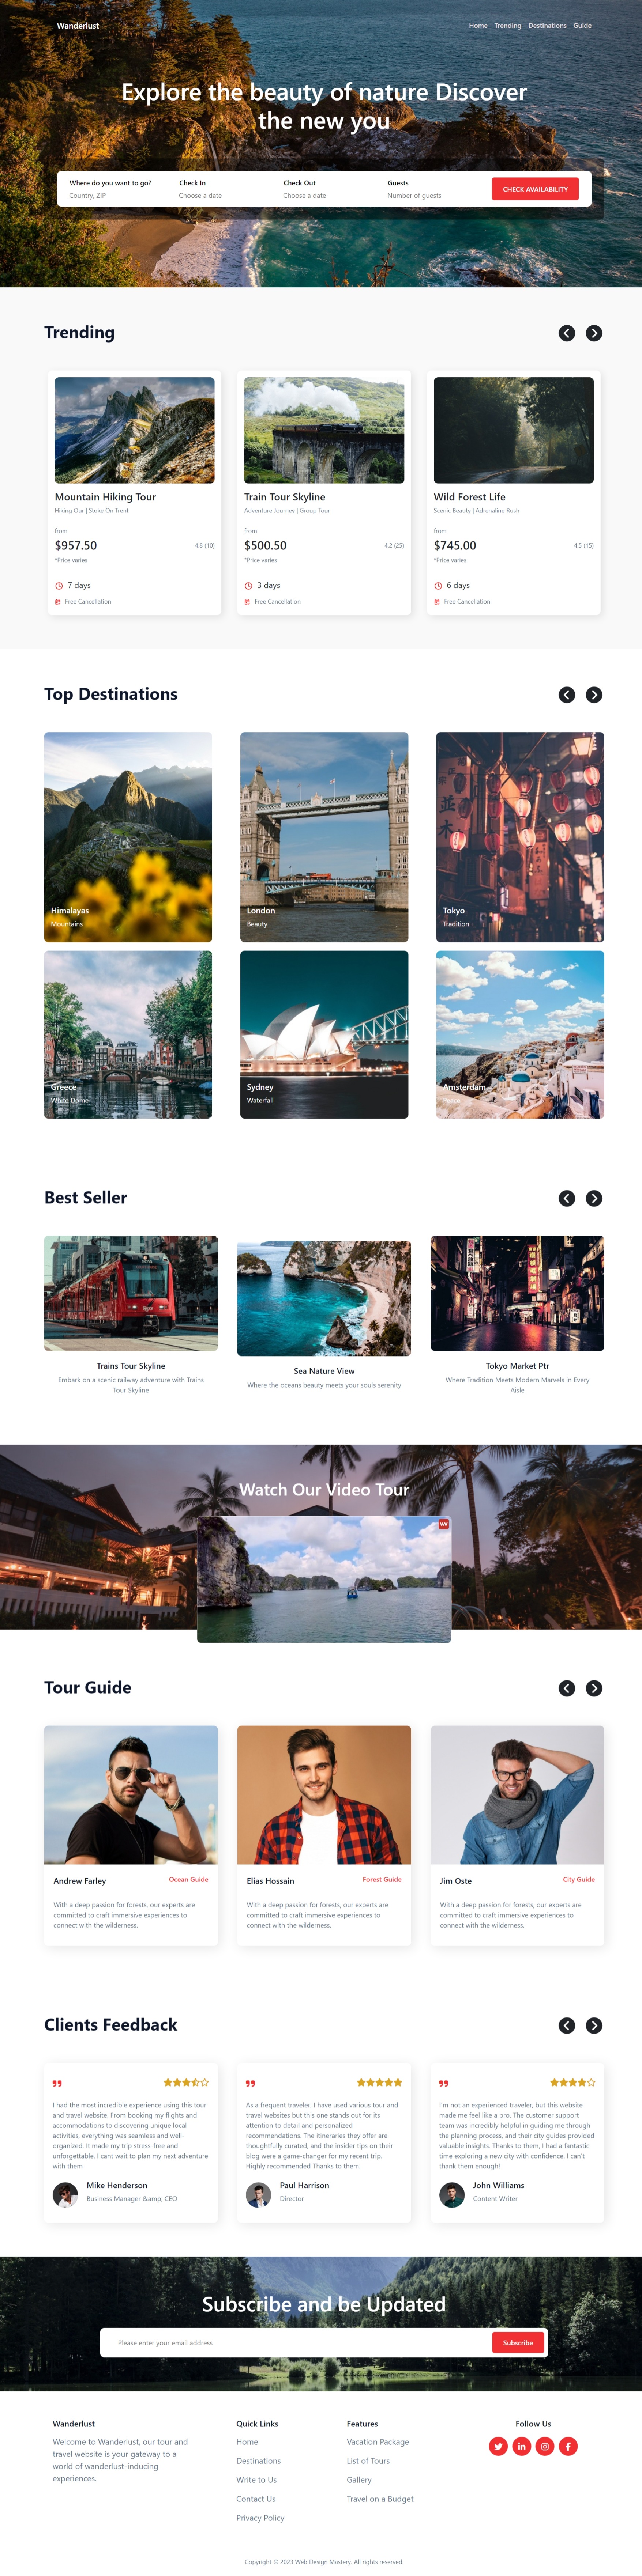 Wanderlust
Home Trending Destinations Guide
Explore the beauty of nature Discover
the new you
Where do you want to go? Check In Check Out Guests
Country, ZIP Choose a date Choose a date Number of guests
CHECK AVAILABILITY
Trending
Mountain Hiking Tour
Hiking Our | Stoke On Trent
from
$957.50 4.8 (10)
*Price varies
7 days
Free Cancellation
Train Tour Skyline
Adventure Journey | Group Tour
from
$500.50 4.2 (25)
*Price varies
3 days
Free Cancellation
Wild Forest Life
Scenic Beauty | Adrenaline Rush
from
$745.00 4.5 (15)
*Price varies
6 days
Free Cancellation
Top Destinations
Himalayas
Mountains
London
Beauty
Tokyo
Tradition
Greece
White Dome
Sydney
Waterfall
Amsterdam
Best Seller
Trains Tour Skyline
Embark on a scenic railway adventure with Trains
Tour Skyline
Sea Nature View
Where the oceans beauty meets your souls serenity
Tokyo Market Ptr
Where Tradition Meets Modern Marvels in Every
Aisle
Watch Our Video Tour
Tour Guide
Andrew Farley Ocean Guide
With a deep passion for forests, our experts are
committed to craft immersive experiences to
connect with the wilderness.
Elias Hossain Forest Guide
With a deep passion for forests, our experts are
committed to craft immersive experiences to
connect with the wilderness.
Jim Oste City Guide
With a deep passion for forests, our experts are
committed to craft immersive experiences to
connect with the wilderness.
Clients Feedback
I had the most incredible experience using this tour
and travel website. From booking my flights and
accommodations to discovering unique local
activities, everything was seamless and well-
organized. It made my trip stress-free and
unforgettable. I cant wait to plan my next adventure
with them
Mike Henderson
Business Manager &amp; CEO
As a frequent traveler, I have used various tour and
travel websites but this one stands out for its
attention to detail and personalized
recommendations. The itineraries they offer are
thoughtfully curated, and the insider tips on their
blog were a game-changer for my recent trip.
Highly recommended Thanks to them.
Paul Harrison
Director
I'm not an experienced traveler, but this website
made me feel like a pro. The customer support
team was incredibly helpful in guiding me through
the planning process, and their city guides provided
valuable insights. Thanks to them, I had a fantastic
time exploring a new city with confidence. I can't
thank them enough!
John Williams
Content Writer
Subscribe and be Updated
Please enter your email address Subscribe
Wanderlust
Welcome to Wanderlust, our tour and
travel website is your gateway to a
world of wanderlust-inducing
experiences.
Quick Links
Home
Destinations
Write to Us
Contact Us
Privacy Policy
Features
Vacation Package
List of Tours
Gallery
Travel on a Budget
Follow Us
Copyright © 2023 Web Design Mastery. All rights reserved.